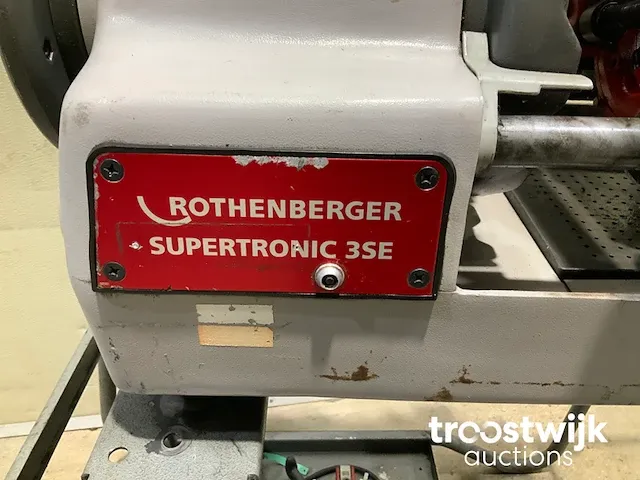 ROTHENBERGER
SUPERTRONIC 3SE
troostwijk
auctions